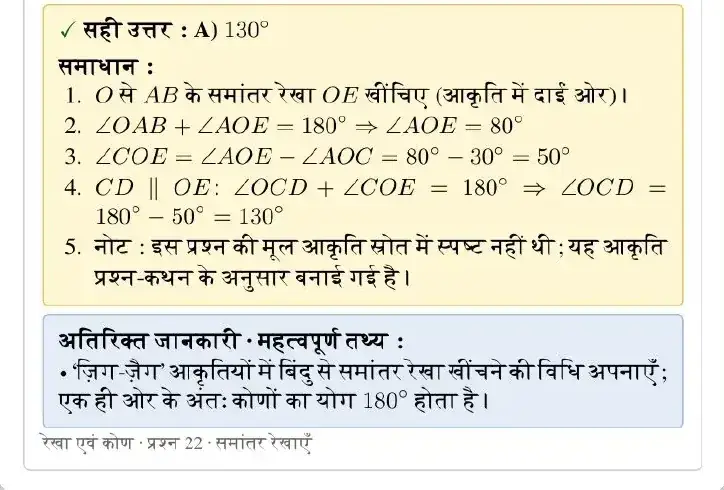 ✓ सही उत्तर : A) 130°
समाधान :
1. O से AB के समांतर रेखा OE खींचिए (आकृति में दाईं ओर)।
2. ∠OAB + ∠AOE = 180° ⇒ ∠AOE = 80°
3. ∠COE = ∠AOE − ∠AOC = 80° − 30° = 50°
4. CD ∥ OE: ∠OCD + ∠COE = 180° ⇒ ∠OCD =
180° − 50° = 130°
5. नोट : इस प्रश्न की मूल आकृति स्रोत में स्पष्ट नहीं थी; यह आकृति
प्रश्न-कथन के अनुसार बनाई गई है।
अतिरिक्त जानकारी · महत्वपूर्ण तथ्य :
• ‘ज़िग-ज़ैग’ आकृतियों में बिंदु से समांतर रेखा खींचने की विधि अपनाएँ;
एक ही ओर के अंतः कोणों का योग 180° होता है।
रेखा एवं कोण · प्रश्न 22 · समांतर रेखाएँ